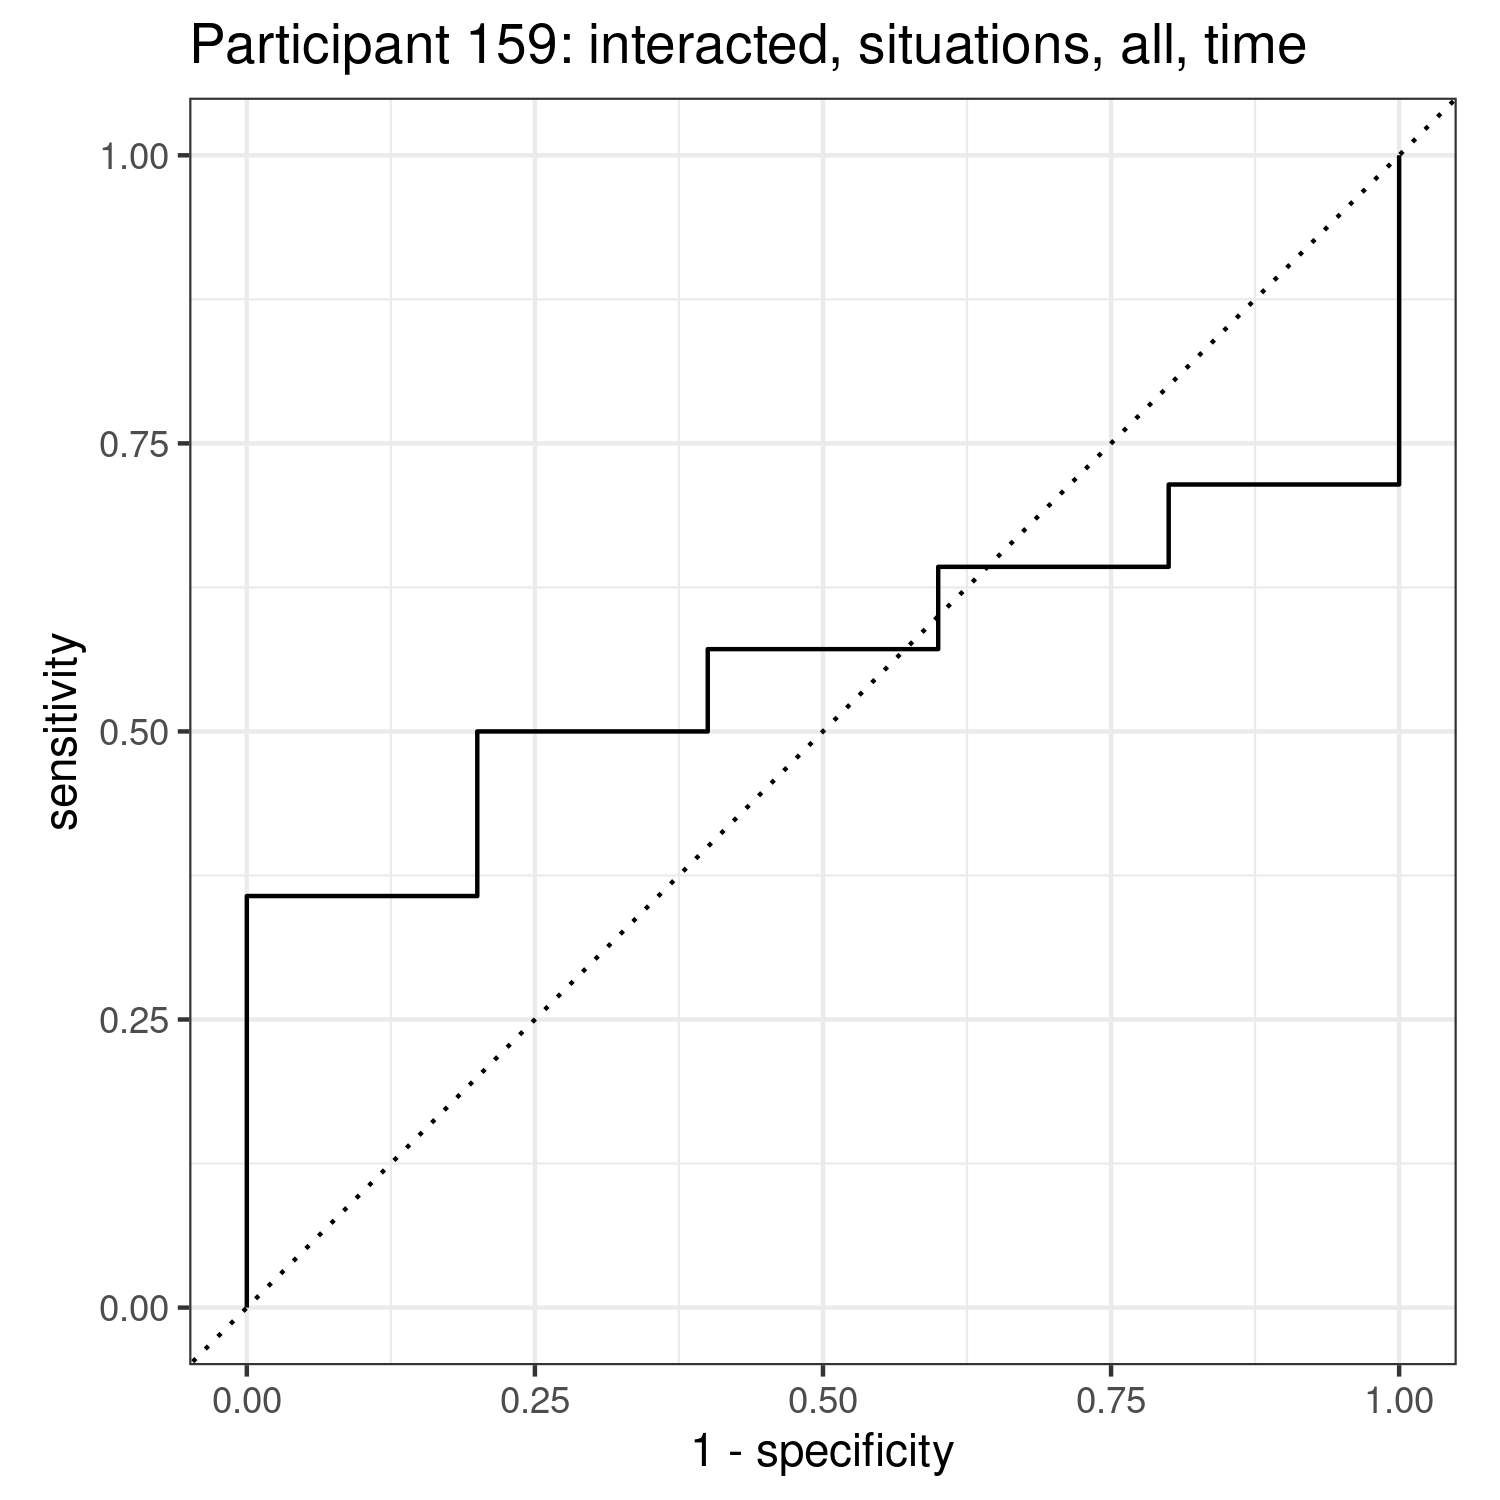 Participant 159: interacted, situations, all, time
1.00
0.75
0.50
0.25
0.00
sensitivity
0.00 0.25 0.50 0.75 1.00
1 - specificity